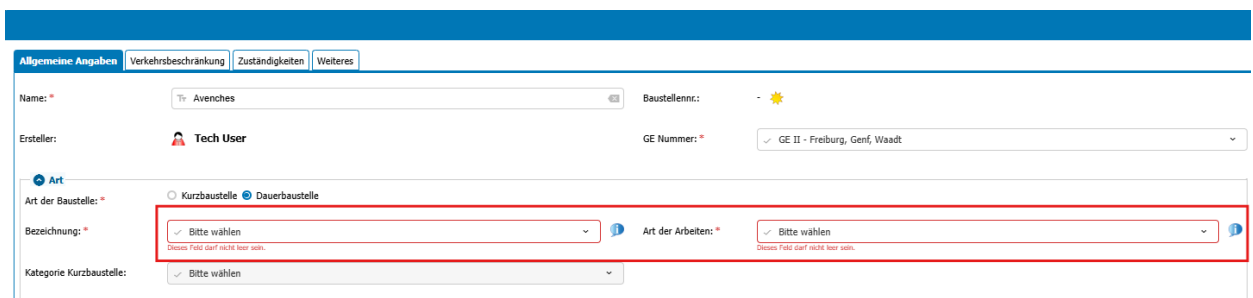 Allgemeine Angaben Verkehrsbeschränkung Zuständigkeiten Weiteres
Name: * Avenches Baustellennr.: -
Ersteller: Tech User GE Nummer: * GE II - Freiburg, Genf, Waadt
Art
Art der Baustelle: * Kurzbaustelle Dauerbaustelle
Bezeichnung: * Bitte wählen Art der Arbeiten: * Bitte wählen
Dieses Feld darf nicht leer sein. Dieses Feld darf nicht leer sein.
Kategorie Kurzbaustelle: Bitte wählen